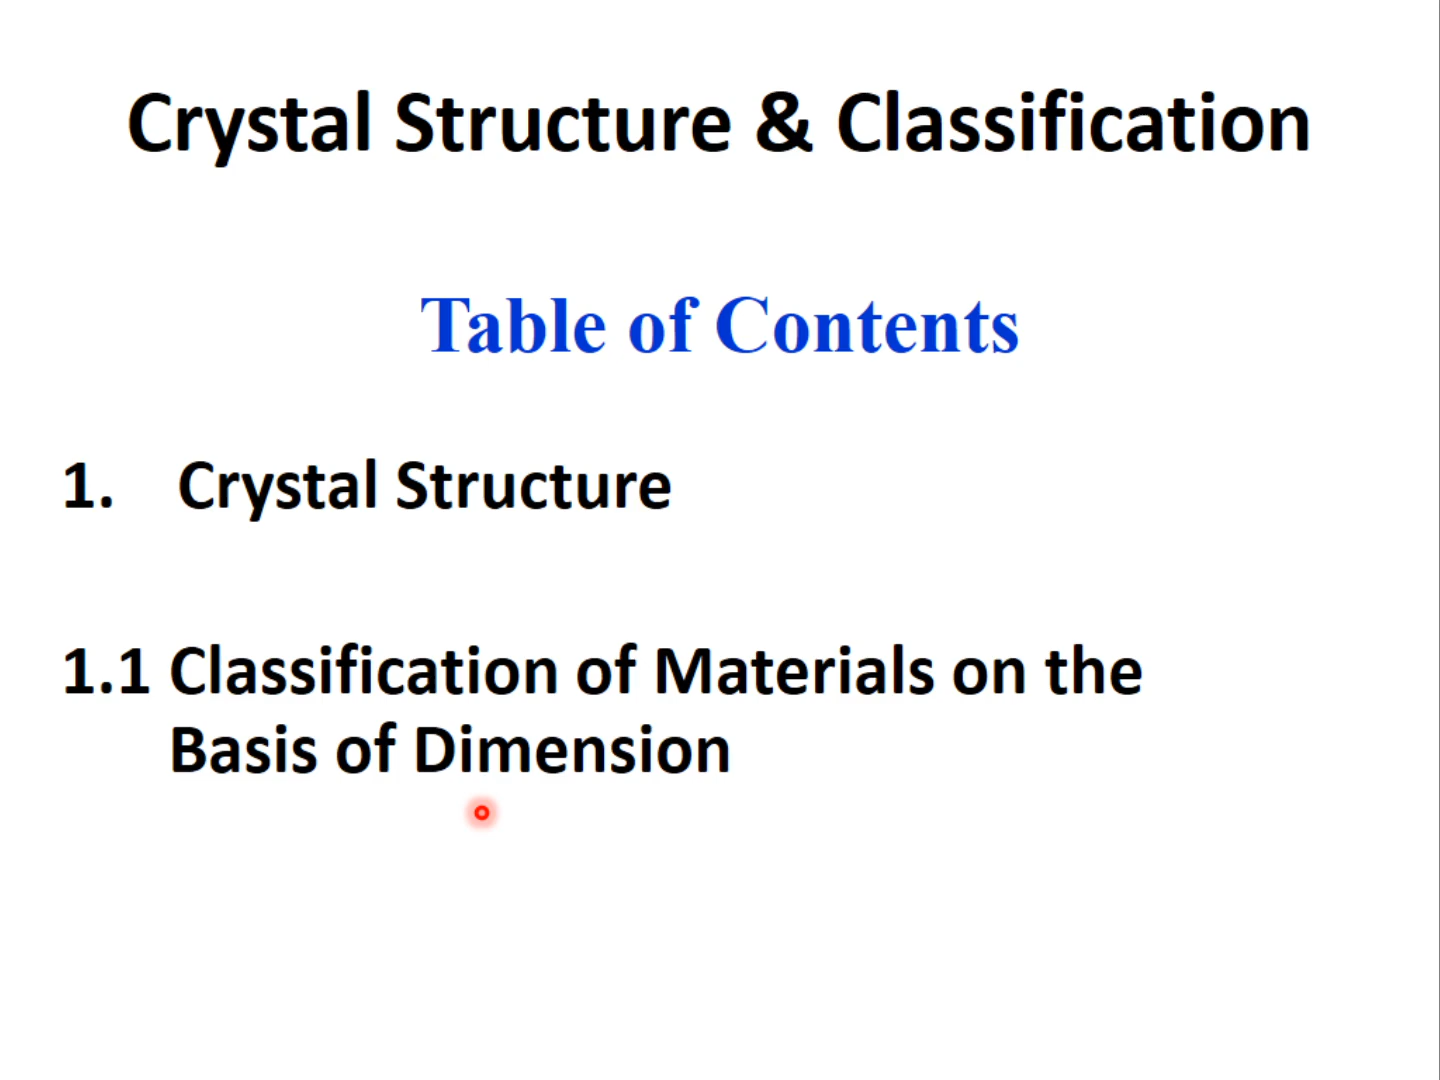 Crystal Structure & Classification
Table of Contents
1. Crystal Structure
1.1 Classification of Materials on the
Basis of Dimension